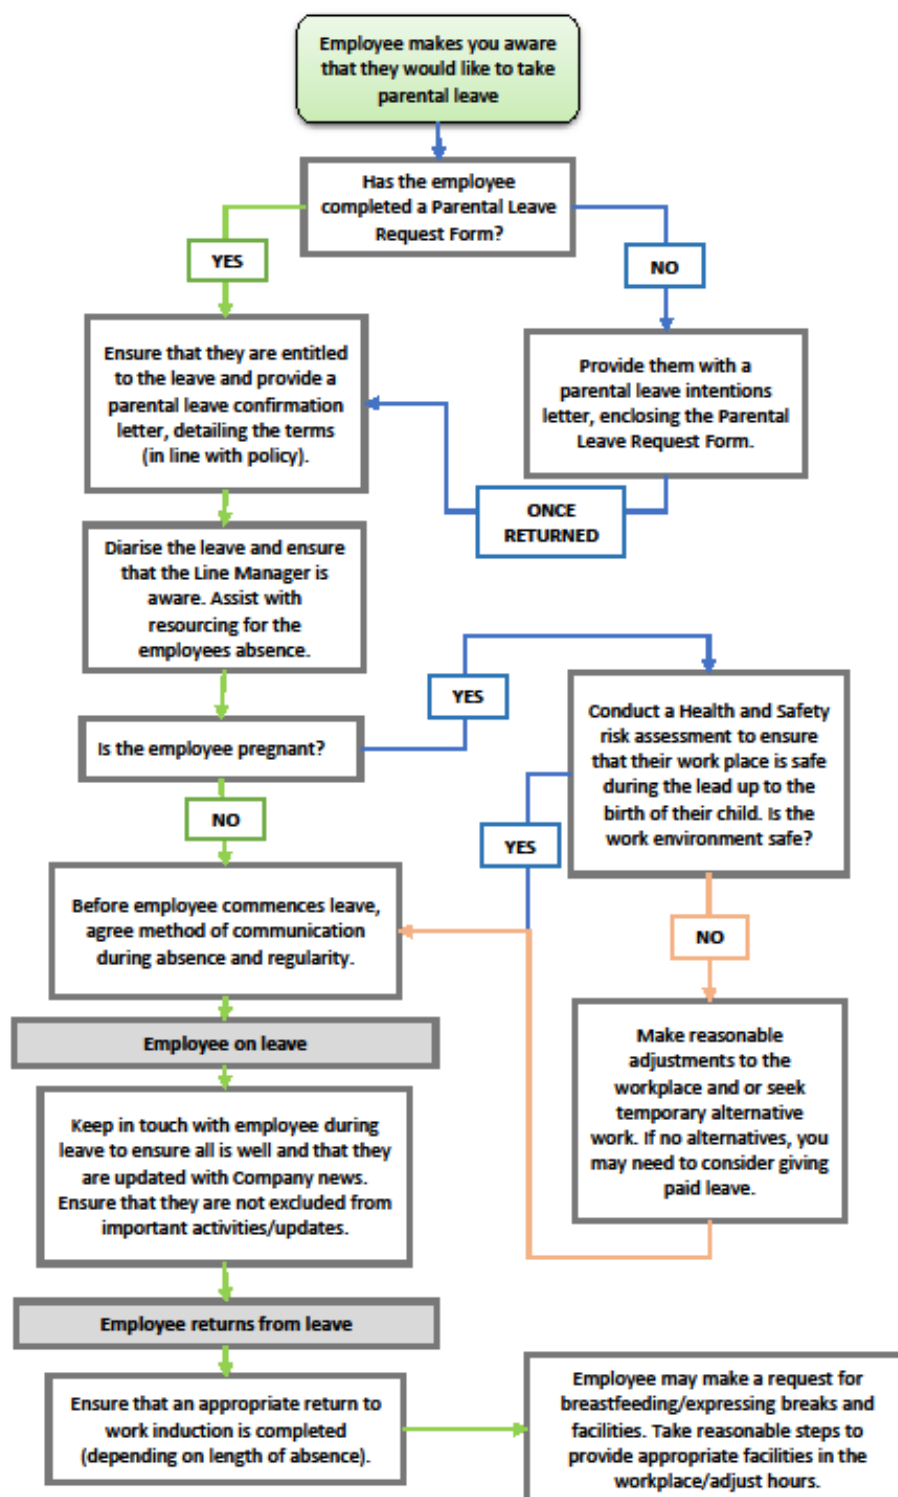 Employee makes you aware
that they would like to take
parental leave
Has the employee
completed a Parental Leave
Request Form?
YES
NO
Ensure that they are entitled
to the leave and provide a
parental leave confirmation
letter, detailing the terms
(in line with policy).
Provide them with a
parental leave intentions
letter, enclosing the Parental
Leave Request Form.
ONCE
RETURNED
Diarise the leave and ensure
that the Line Manager is
aware. Assist with
resourcing for the
employees absence.
Is the employee pregnant?
YES
Conduct a Health and Safety
risk assessment to ensure
that their work place is safe
during the lead up to the
birth of their child. Is the
work environment safe?
NO
YES
Before employee commences leave,
agree method of communication
during absence and regularity.
NO
Employee on leave
Make reasonable
adjustments to the
workplace and or seek
temporary alternative
work. If no alternatives, you
may need to consider giving
paid leave.
Keep in touch with employee during
leave to ensure all is well and that they
are updated with Company news.
Ensure that they are not excluded from
important activities/updates.
Employee returns from leave
Ensure that an appropriate return to
work induction is completed
(depending on length of absence).
Employee may make a request for
breastfeeding/expressing breaks and
facilities. Take reasonable steps to
provide appropriate facilities in the
workplace/adjust hours.